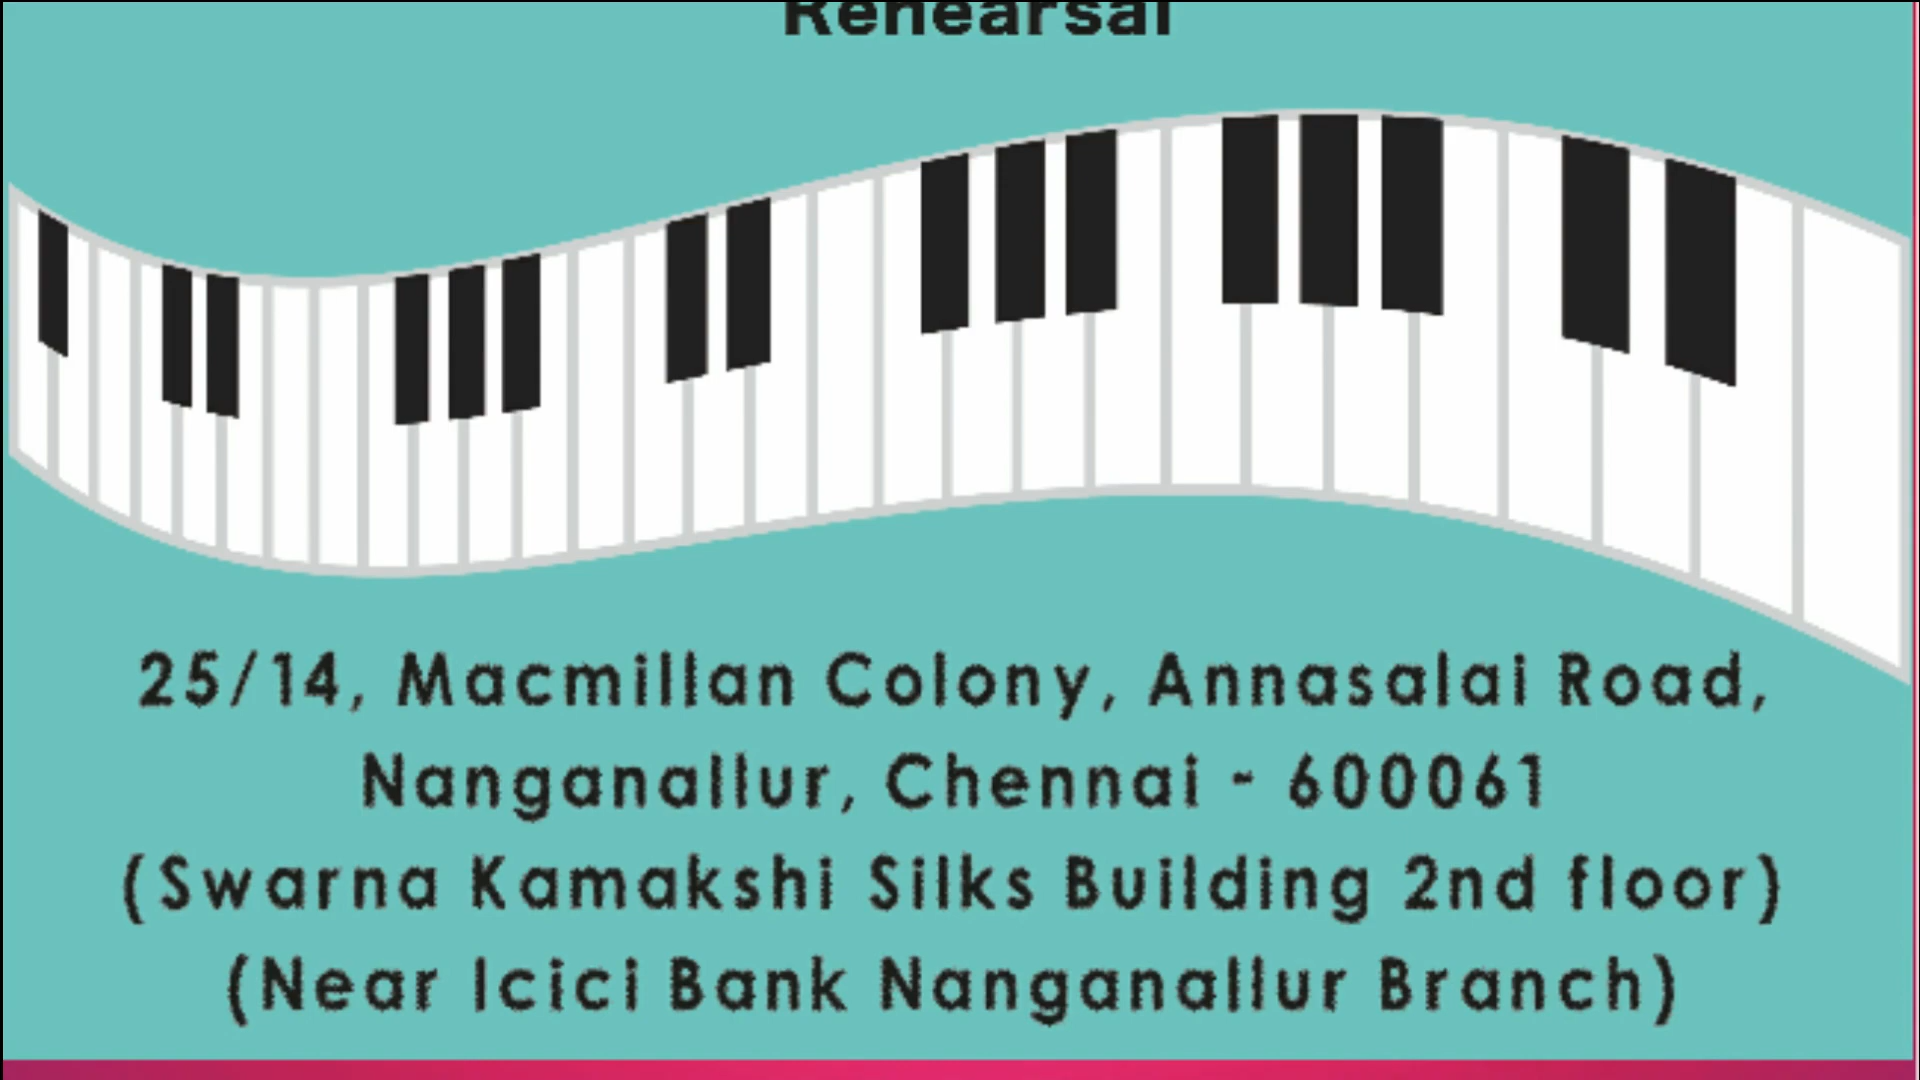 Rehearsal
25/14, Macmillan Colony, Annasalai Road,
Nanganallur, Chennai - 600061
(Swarna Kamakshi Silks Building 2nd floor)
(Near Icici Bank Nanganallur Branch)